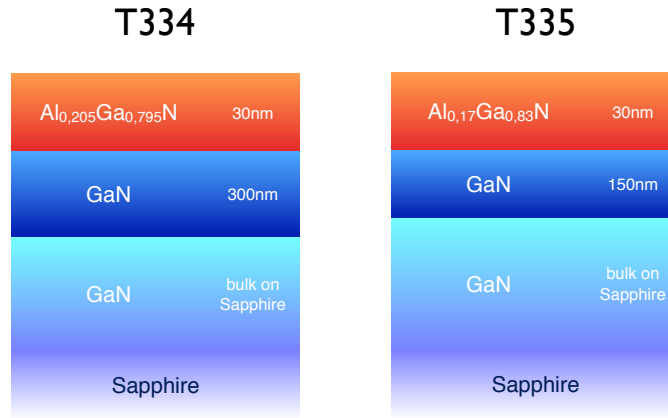 T334
Al0,205Ga0,795N 30nm
GaN 300nm
GaN
bulk on
Sapphire
Sapphire
T335
Al0,17Ga0,83N 30nm
GaN 150nm
GaN
bulk on
Sapphire
Sapphire